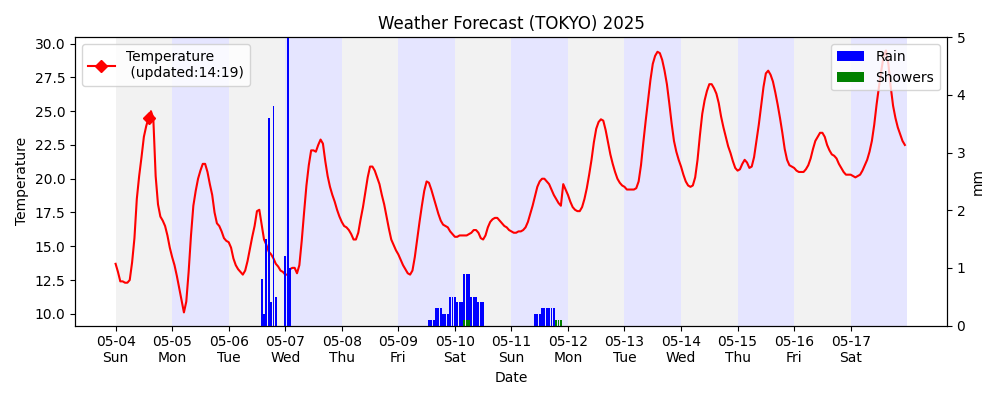 Weather Forecast (TOKYO) 2025
Temperature
(updated:14:19)
Rain
Showers
30.0
27.5
25.0
22.5
20.0
17.5
15.0
12.5
10.0
Temperature
5
4
3
2
1
0
mm
05-04 05-05 05-06 05-07 05-08 05-09 05-10 05-11 05-12 05-13 05-14 05-15 05-16 05-17
Sun Mon Tue Wed Thu Fri Sat Sun Mon Tue Wed Thu Fri Sat
Date